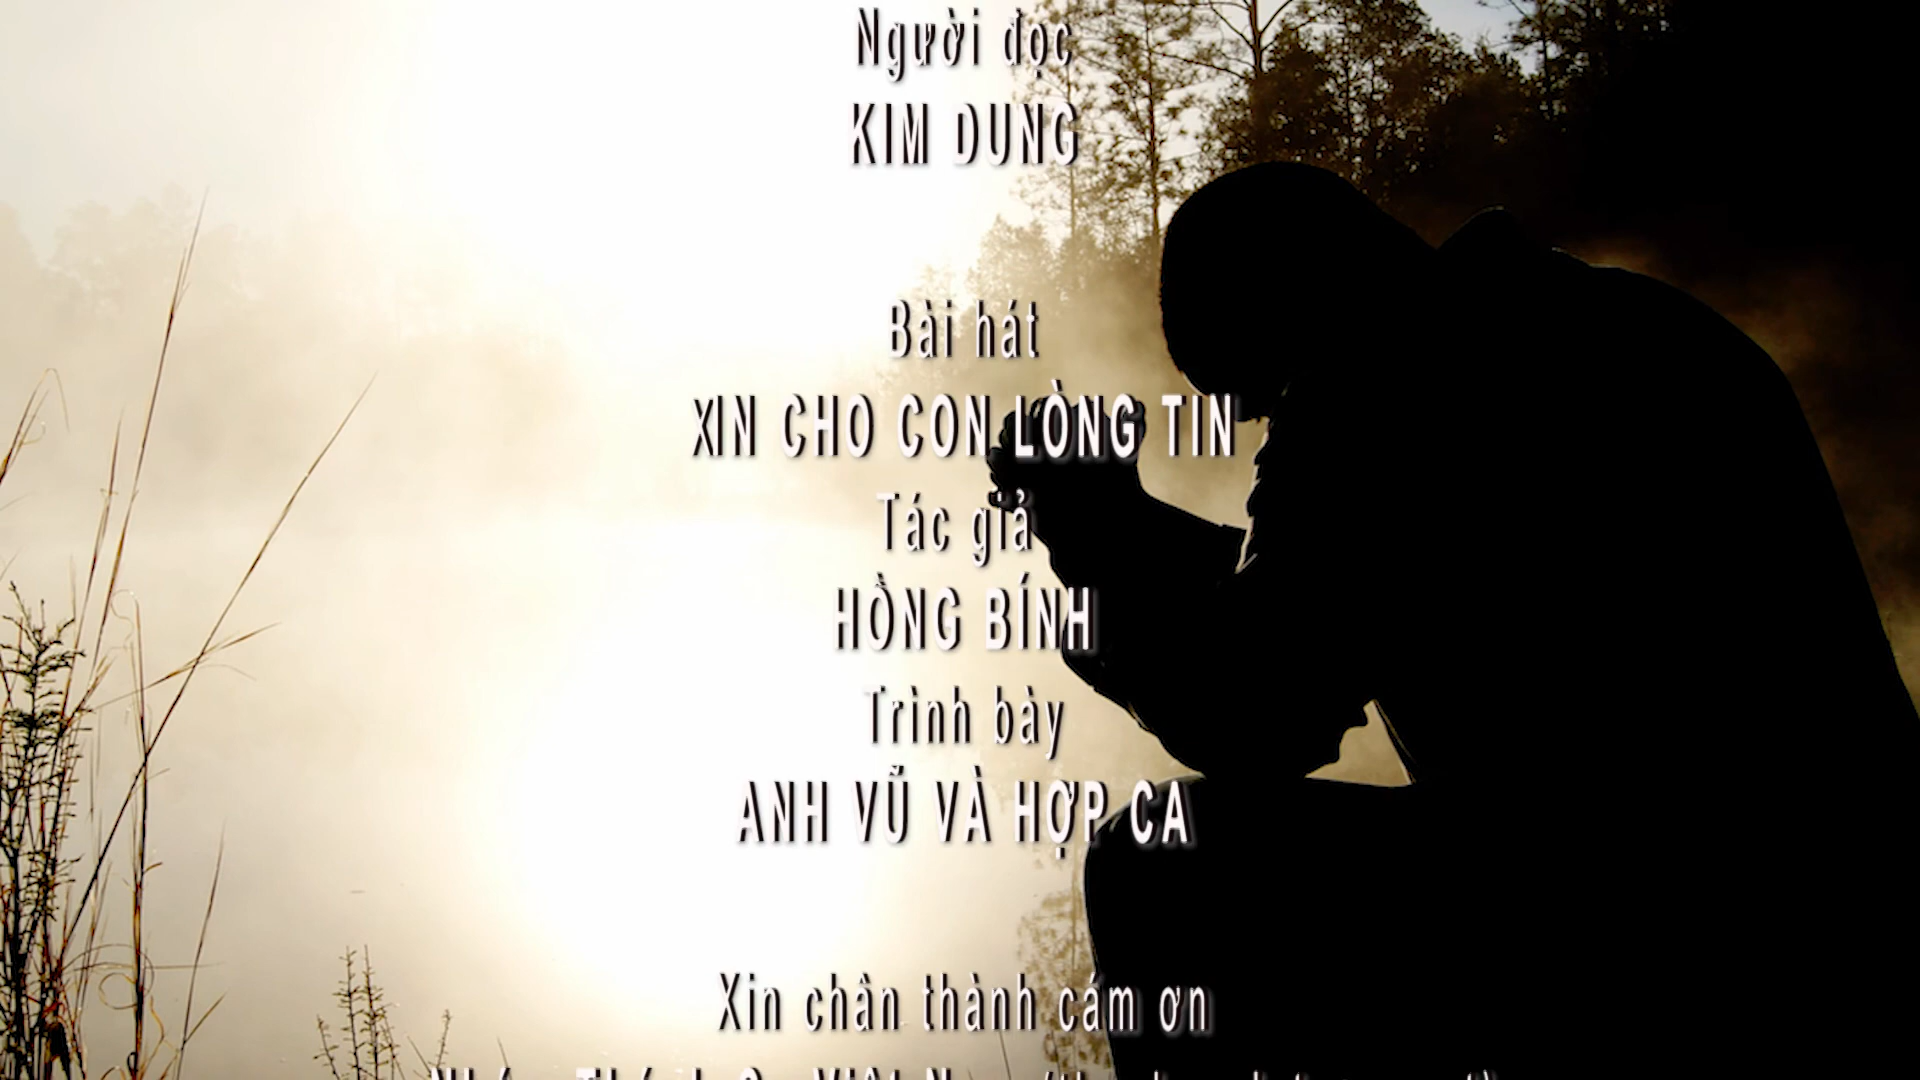 Người đọc
KIM DUNG
Bài hát
XIN CHO CON LÒNG TIN
Tác giả
HỒNG BÍNH
Trình bày
ANH VŨ VÀ HỢP CA
Xin chân thành cám ơn